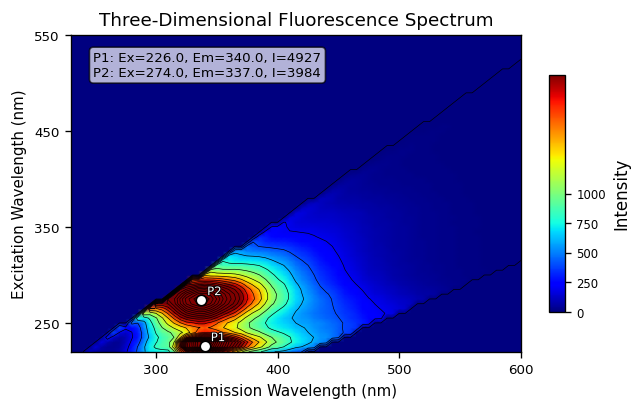 Three-Dimensional Fluorescence Spectrum
P1: Ex=226.0, Em=340.0, I=4927
P2: Ex=274.0, Em=337.0, I=3984
550
450
350
250
Excitation Wavelength (nm)
P2
P1
300
400
500
600
Emission Wavelength (nm)
1000
750
500
250
0
Intensity